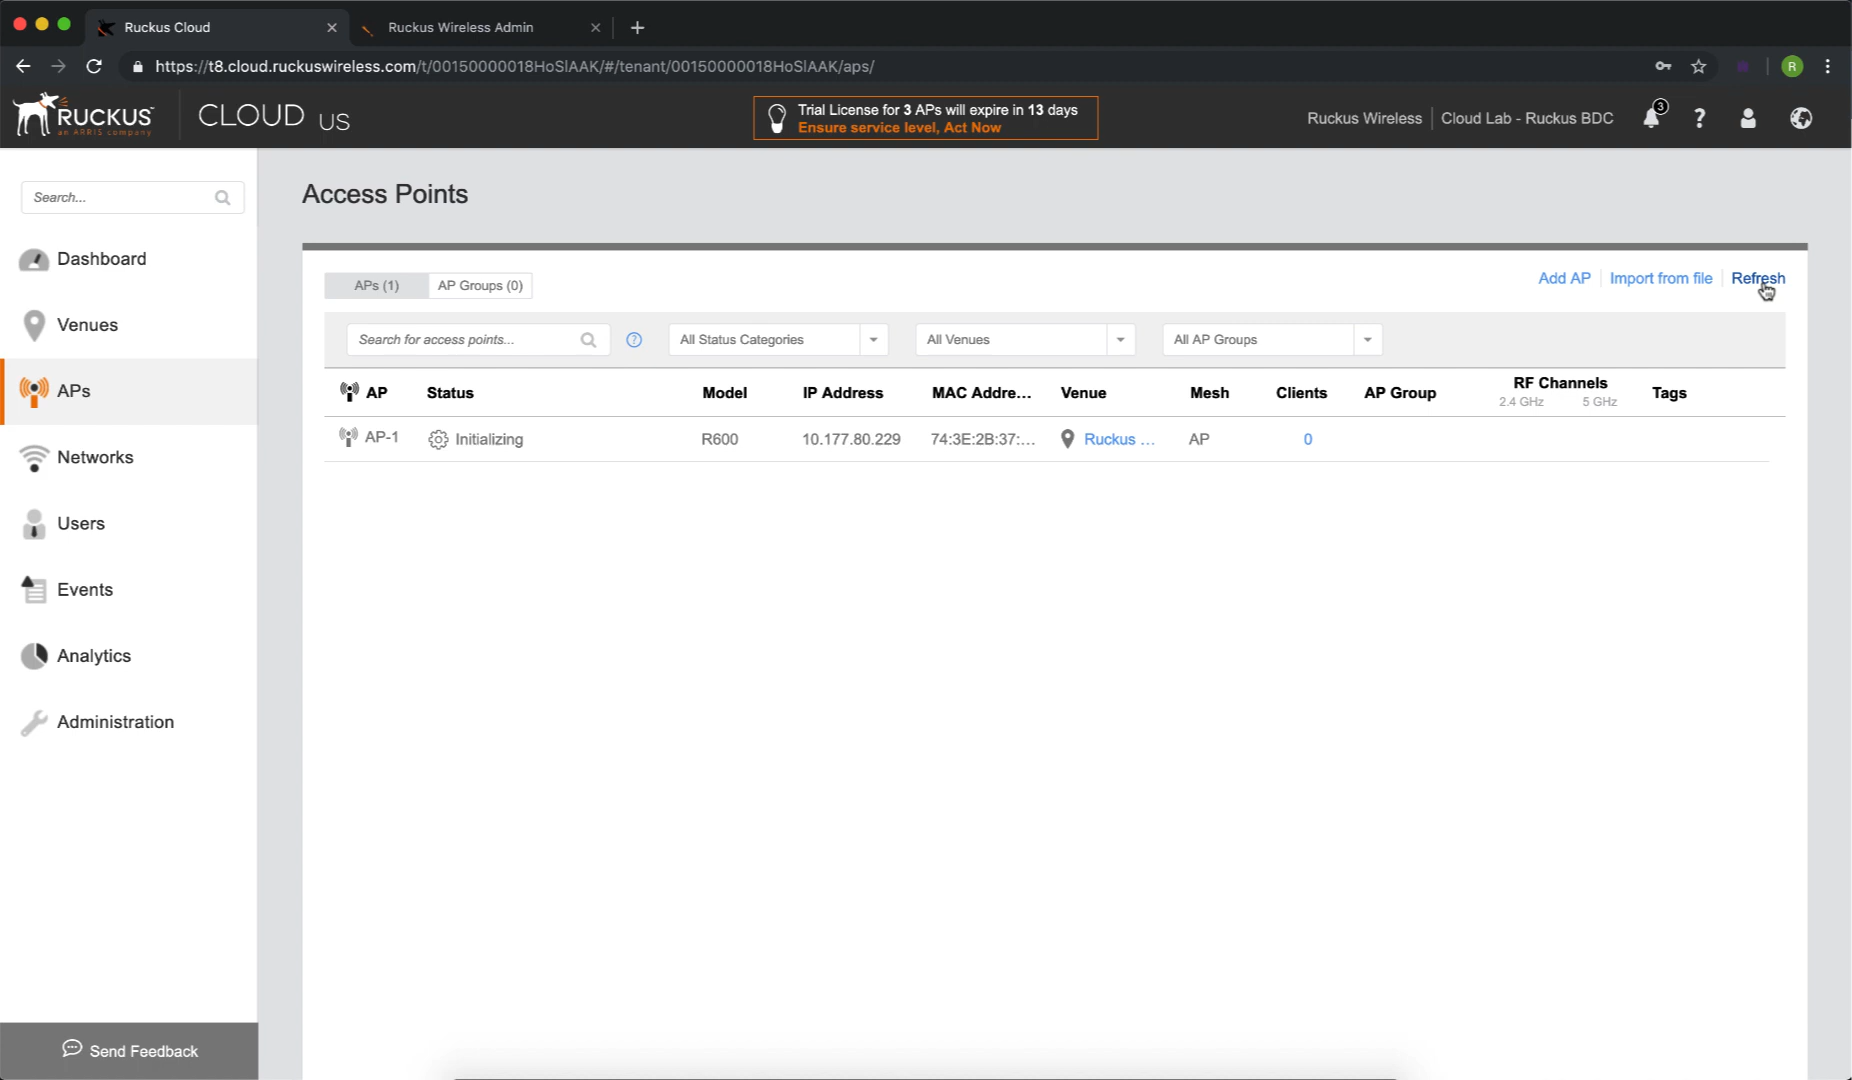 Ruckus Cloud
Ruckus Wireless Admin
https://t8.cloud.ruckuswireless.com/t/00150000018HoSlAAK/#/tenant/00150000018HoSlAAK/aps/
R
RUCKUS
an ARRIS company
CLOUD US
Trial License for 3 APs will expire in 13 days
Ensure service level, Act Now
Ruckus Wireless
Cloud Lab - Ruckus BDC
3
?
Search...
Dashboard
Venues
APs
Networks
Users
Events
Analytics
Administration
Send Feedback
Access Points
APs (1)
AP Groups (0)
Add AP
Import from file
Refresh
Search for access points...
?
All Status Categories
All Venues
All AP Groups
AP Status Model IP Address MAC Addre... Venue Mesh Clients AP Group RF Channels Tags
2.4 GHz 5 GHz
AP-1 Initializing R600 10.177.80.229 74:3E:2B:37:... Ruckus ... AP 0